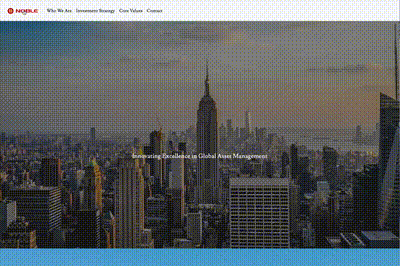 NOBLE
Who We Are Investment Strategy Core Values Contact
Innovating Excellence in Global Asset Management